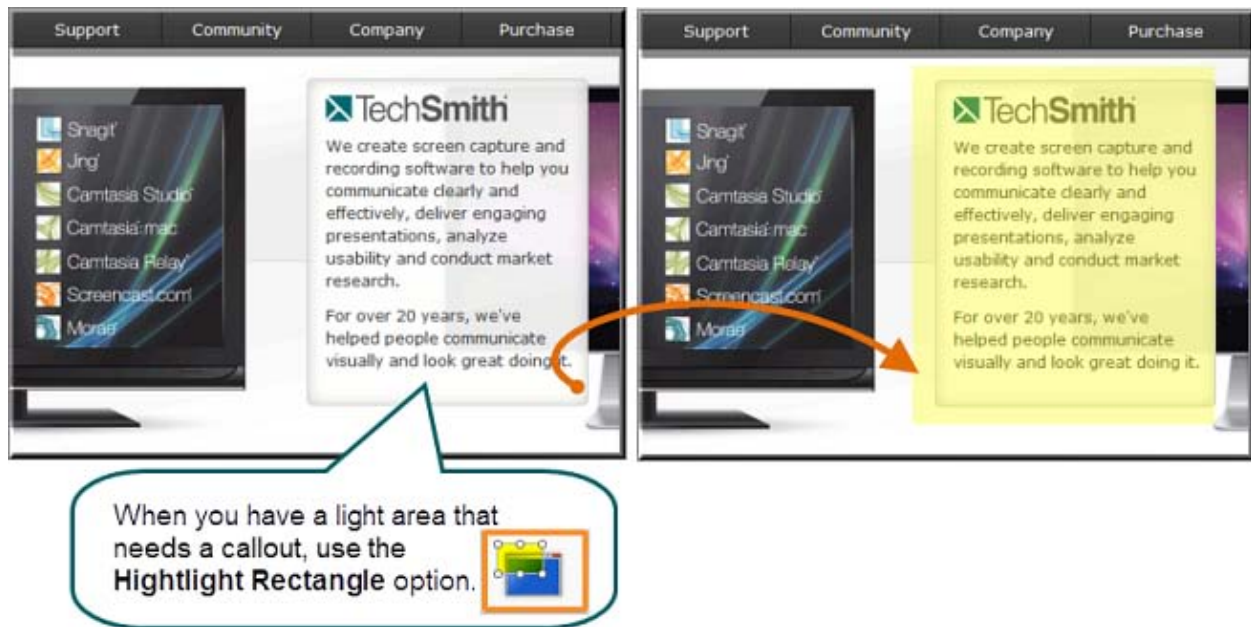 Support Community Company Purchase
Snagit
Jing
Camtasia Studio
Camtasia: mac
Camtasia Relay
Screencast.com
Morae
TechSmith
We create screen capture and
recording software to help you
communicate clearly and
effectively, deliver engaging
presentations, analyze
usability and conduct market
research.
For over 20 years, we've
helped people communicate
visually and look great doing it.
Support Community Company Purchase
Snagit
Jing
Camtasia Studio
Camtasia: mac
Camtasia Relay
Screencast.com
Morae
TechSmith
We create screen capture and
recording software to help you
communicate clearly and
effectively, deliver engaging
presentations, analyze
usability and conduct market
research.
For over 20 years, we've
helped people communicate
visually and look great doing it.
When you have a light area that
needs a callout, use the
Hightlight Rectangle option.